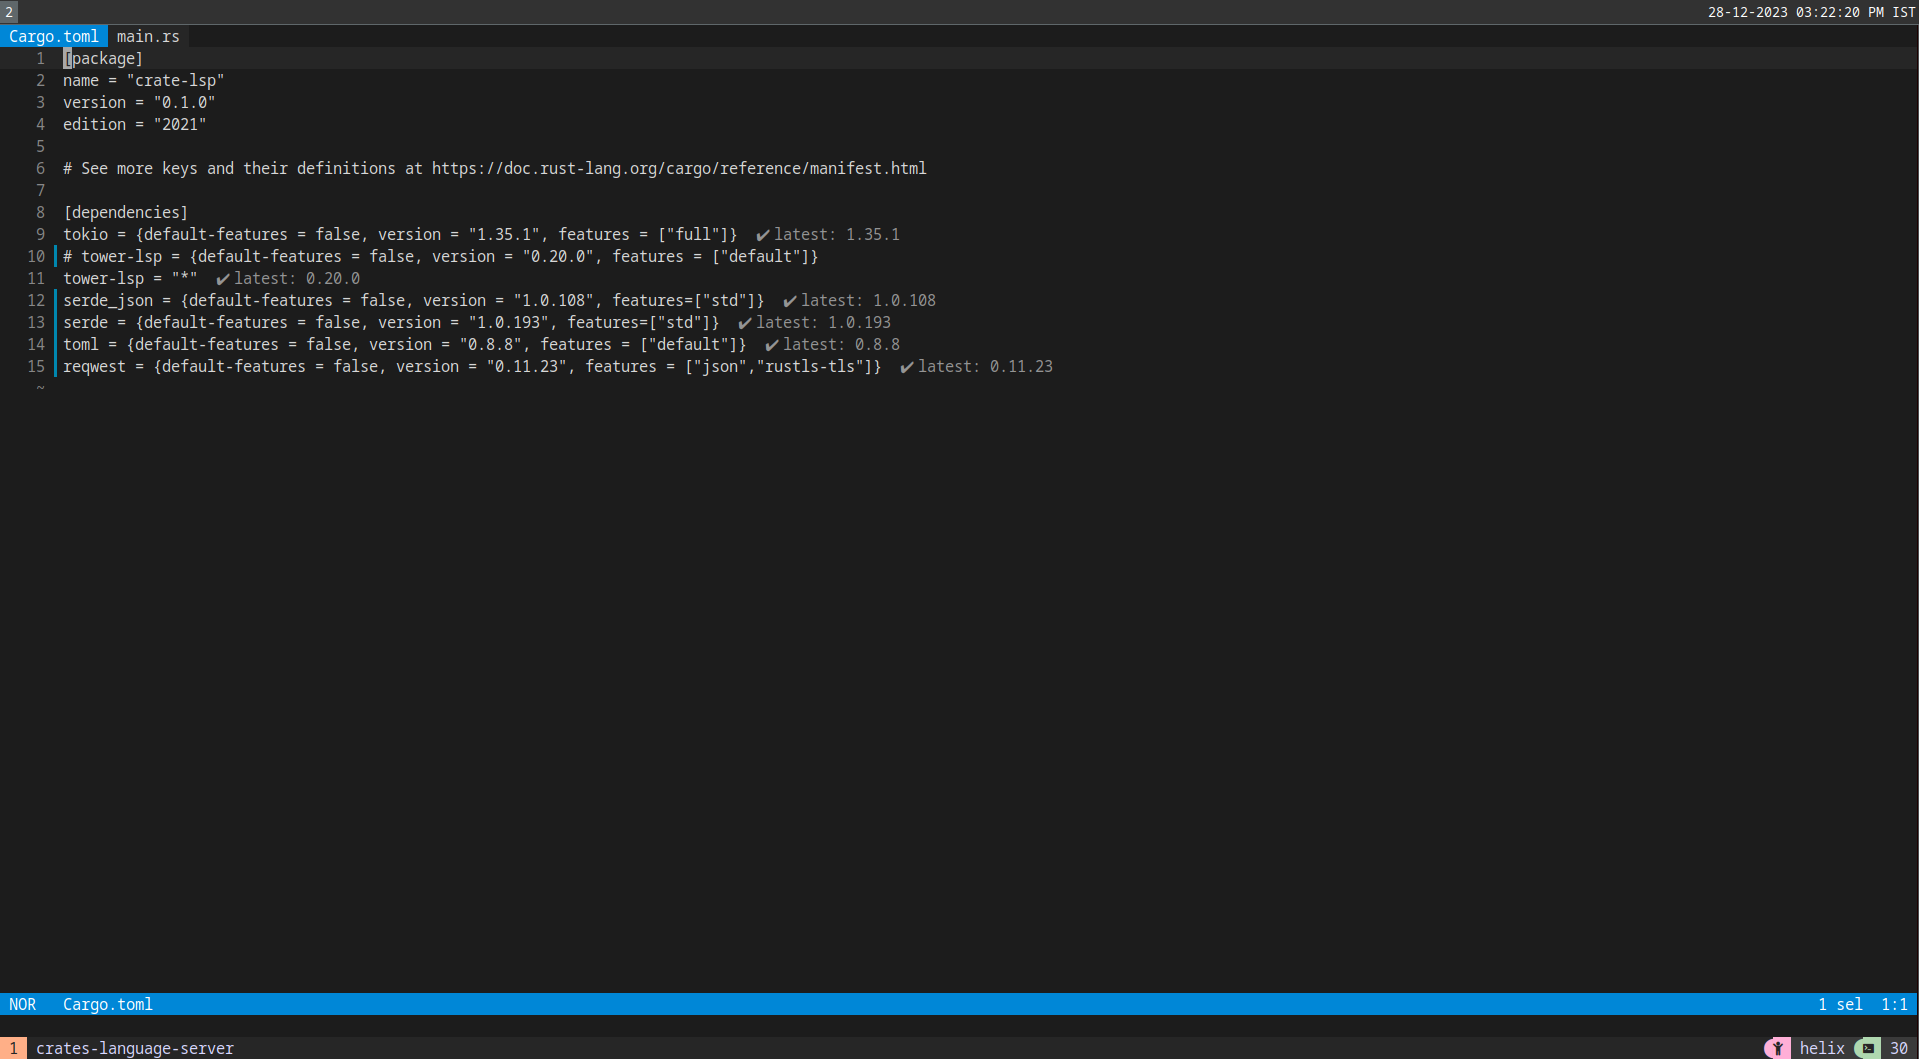 2 28-12-2023 03:22:20 PM IST
Cargo.toml main.rs
1 [package]
2 name = "crate-lsp"
3 version = "0.1.0"
4 edition = "2021"
5
6 # See more keys and their definitions at https://doc.rust-lang.org/cargo/reference/manifest.html
7
8 [dependencies]
9 tokio = {default-features = false, version = "1.35.1", features = ["full"]} ✔latest: 1.35.1
10 # tower-lsp = {default-features = false, version = "0.20.0", features = ["default"]}
11 tower-lsp = "*" ✔latest: 0.20.0
12 serde_json = {default-features = false, version = "1.0.108", features=["std"]} ✔latest: 1.0.108
13 serde = {default-features = false, version = "1.0.193", features=["std"]} ✔latest: 1.0.193
14 toml = {default-features = false, version = "0.8.8", features = ["default"]} ✔latest: 0.8.8
15 reqwest = {default-features = false, version = "0.11.23", features = ["json","rustls-tls"]} ✔latest: 0.11.23
~
NOR Cargo.toml 1 sel 1:1
1 crates-language-server helix 30